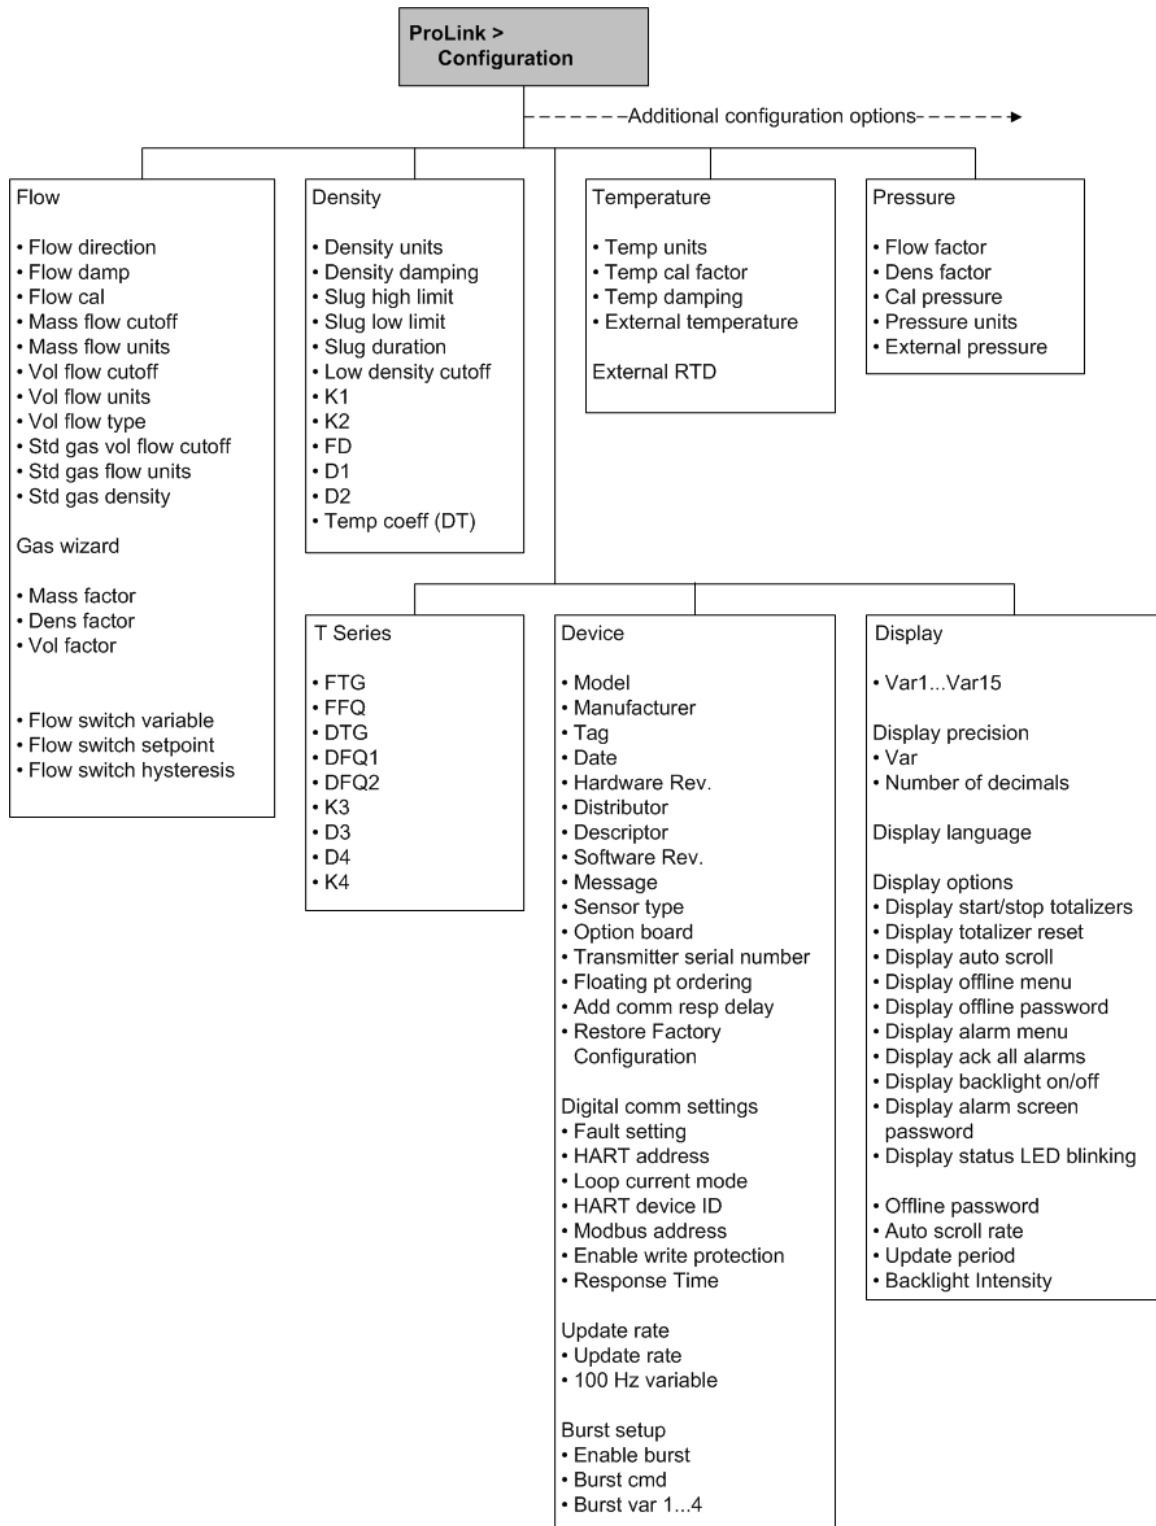 ProLink >
Configuration
Additional configuration options
Flow
• Flow direction
• Flow damp
• Flow cal
• Mass flow cutoff
• Mass flow units
• Vol flow cutoff
• Vol flow units
• Vol flow type
• Std gas vol flow cutoff
• Std gas flow units
• Std gas density
Gas wizard
• Mass factor
• Dens factor
• Vol factor
• Flow switch variable
• Flow switch setpoint
• Flow switch hysteresis
Density
• Density units
• Density damping
• Slug high limit
• Slug low limit
• Slug duration
• Low density cutoff
• K1
• K2
• FD
• D1
• D2
• Temp coeff (DT)
Temperature
• Temp units
• Temp cal factor
• Temp damping
• External temperature
External RTD
Pressure
• Flow factor
• Dens factor
• Cal pressure
• Pressure units
• External pressure
T Series
• FTG
• FFQ
• DTG
• DFQ1
• DFQ2
• K3
• D3
• D4
• K4
Device
• Model
• Manufacturer
• Tag
• Date
• Hardware Rev.
• Distributor
• Descriptor
• Software Rev.
• Message
• Sensor type
• Option board
• Transmitter serial number
• Floating pt ordering
• Add comm resp delay
• Restore Factory
Configuration
Digital comm settings
• Fault setting
• HART address
• Loop current mode
• HART device ID
• Modbus address
• Enable write protection
• Response Time
Update rate
• Update rate
• 100 Hz variable
Burst setup
• Enable burst
• Burst cmd
• Burst var 1...4
Display
• Var1...Var15
Display precision
• Var
• Number of decimals
Display language
Display options
• Display start/stop totalizers
• Display totalizer reset
• Display auto scroll
• Display offline menu
• Display offline password
• Display alarm menu
• Display ack all alarms
• Display backlight on/off
• Display alarm screen
password
• Display status LED blinking
• Offline password
• Auto scroll rate
• Update period
• Backlight Intensity